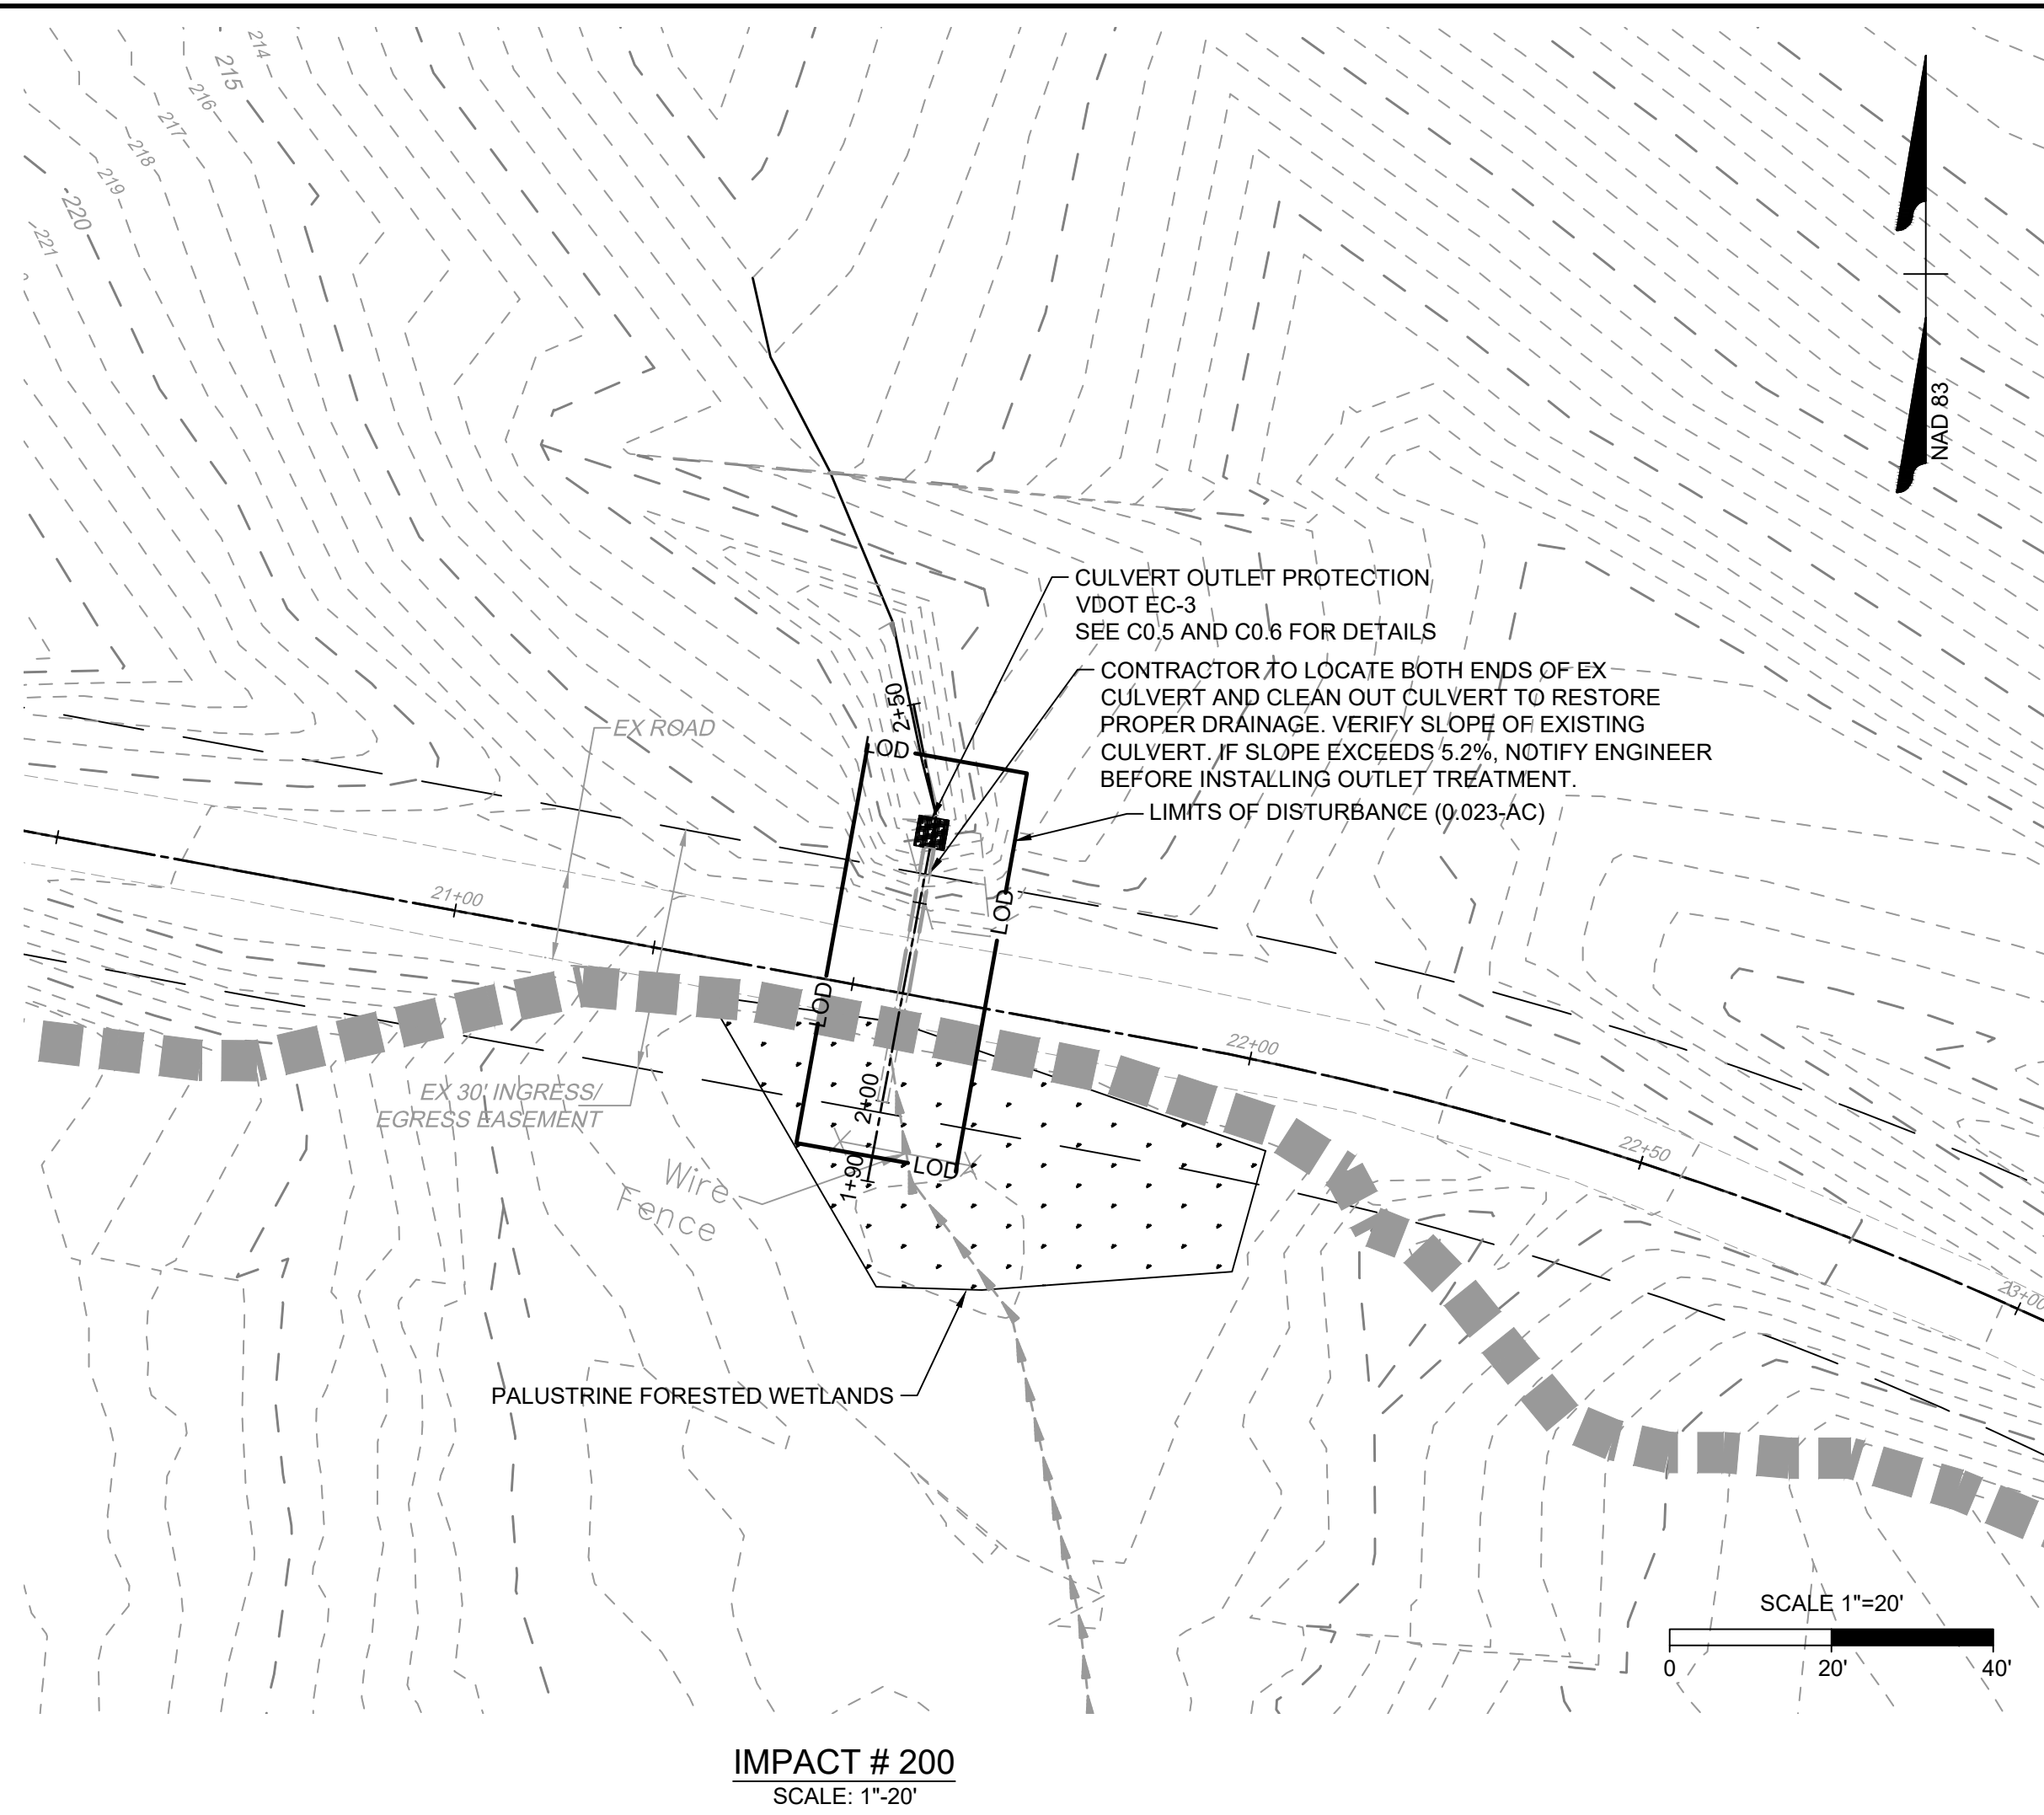 214
215
216
217
218
219
220
221
NAD 83
CULVERT OUTLET PROTECTION
VDOT EC-3
SEE C0.5 AND C0.6 FOR DETAILS
CONTRACTOR TO LOCATE BOTH ENDS OF EX
CULVERT AND CLEAN OUT CULVERT TO RESTORE
PROPER DRAINAGE. VERIFY SLOPE OF EXISTING
CULVERT. IF SLOPE EXCEEDS 5.2%, NOTIFY ENGINEER
BEFORE INSTALLING OUTLET TREATMENT.
LIMITS OF DISTURBANCE (0.023-AC)
2+50
LOD
EX ROAD
21+00
LOD
LOD
22+00
EX 30' INGRESS/
EGRESS EASEMENT
2+00
22+50
LOD
1+90
Wire
Fence
23+00
PALUSTRINE FORESTED WETLANDS
SCALE 1"=20'
0 20' 40'
IMPACT # 200
SCALE: 1"-20'